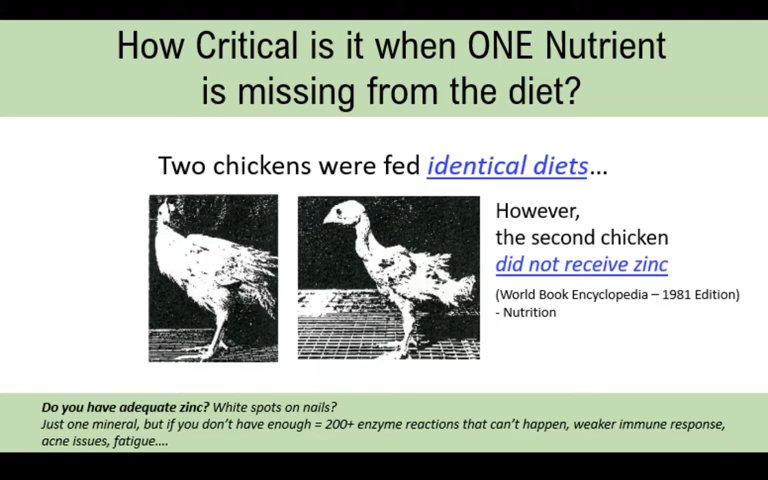 How Critical is it when ONE Nutrient
is missing from the diet?
Two chickens were fed identical diets...
However,
the second chicken
did not receive zinc
(World Book Encyclopedia – 1981 Edition)
- Nutrition
Do you have adequate zinc? White spots on nails?
Just one mineral, but if you don't have enough = 200+ enzyme reactions that can't happen, weaker immune response,
acne issues, fatigue....